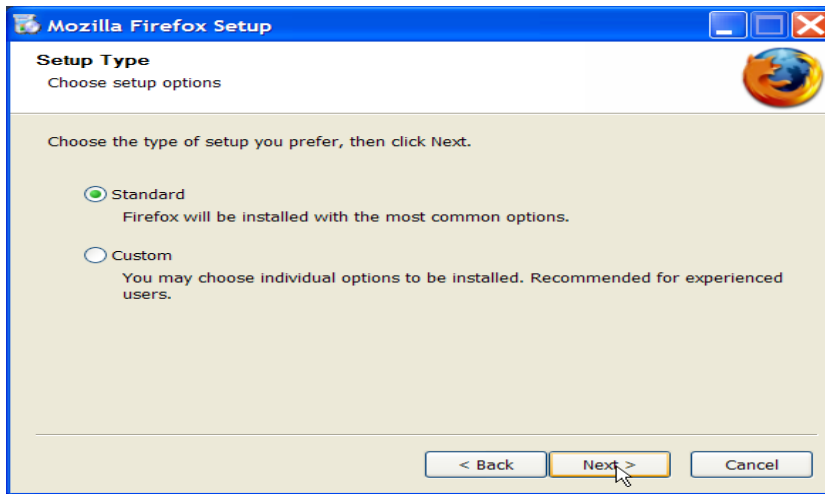 Mozilla Firefox Setup
Setup Type
Choose setup options
Choose the type of setup you prefer, then click Next.
Standard
Firefox will be installed with the most common options.
Custom
You may choose individual options to be installed. Recommended for experienced
users.
< Back
Next >
Cancel